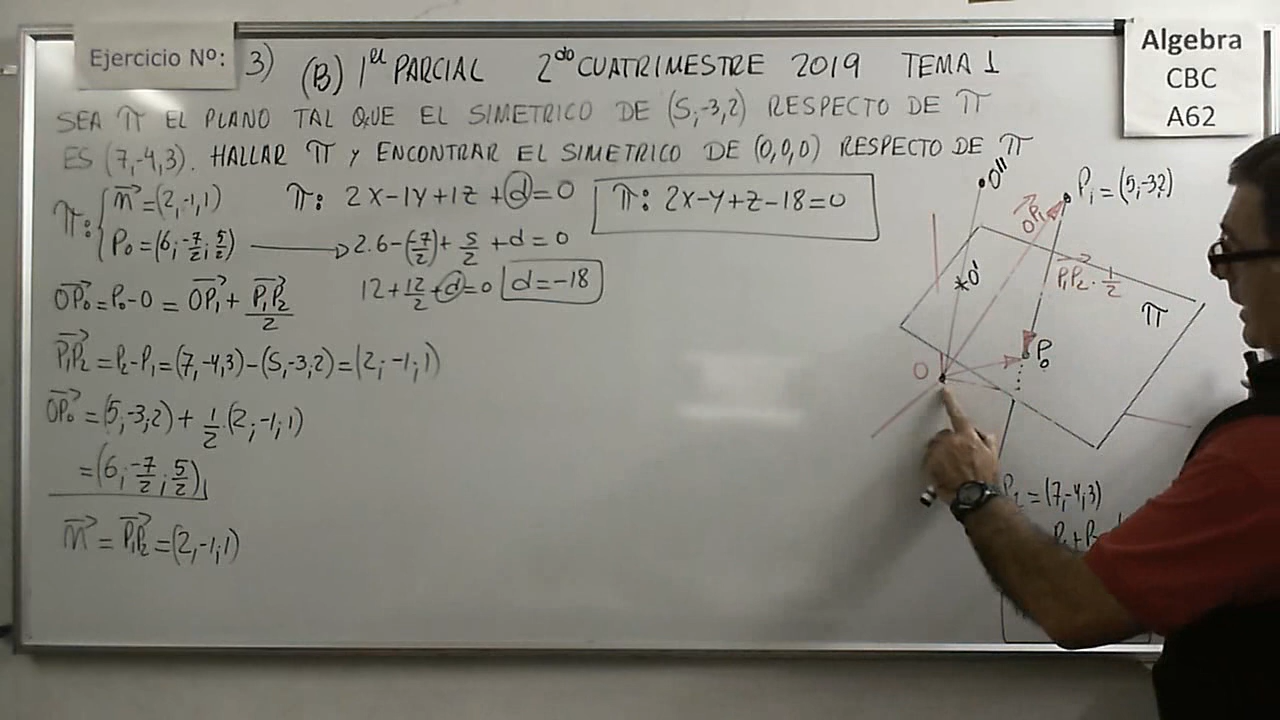 Ejercicio Nº: 3) (B) 1er PARCIAL 2do CUATRIMESTRE 2019 TEMA 1
Algebra
CBC
A62
SEA π EL PLANO TAL QUE EL SIMETRICO DE (5,-3,2) RESPECTO DE π
ES (7,-4,3). HALLAR π Y ENCONTRAR EL SIMETRICO DE (0,0,0) RESPECTO DE π
π: { n⃗ = (2,-1,1)
P₀ = (6; -7/2; 5/2)
π: 2x-1y+1z+d=0
π: 2x-y+z-18=0
2.6-(-7/2)+5/2+d=0
12+12/2+d=0 d=-18
OP₀ = P₀-O = OP₁ + P₁P₂/2
P₁P₂ = P₂-P₁ = (7,-4,3)-(5,-3,2) = (2;-1;1)
OP₀ = (5;-3;2) + 1/2.(2;-1;1)
= (6; -7/2; 5/2)
n⃗ = P₁P₂ = (2,-1,1)
O''
P₁ = (5,-3,2)
OP₁
O'
P₁P₂ . 1/2
π
P₀
O
P₂ = (7,-4,3)